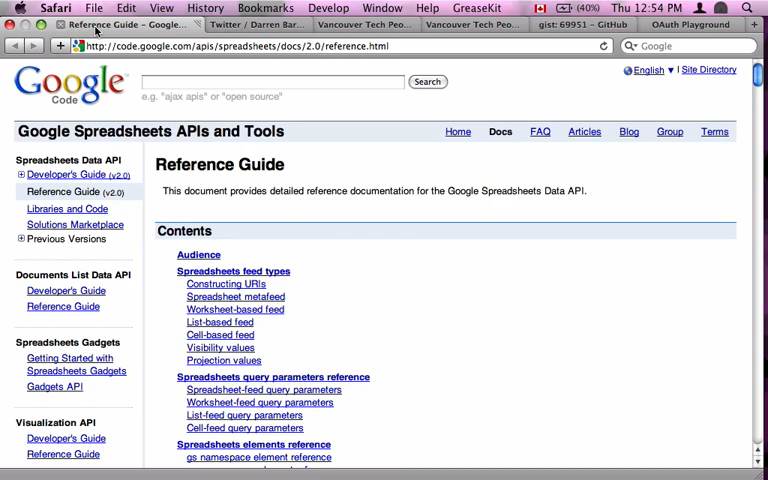 Safari File Edit View History Bookmarks Develop Window Help GreaseKit (40%) Thu 12:54 PM
Reference Guide - Google... Twitter / Darren Bar... Vancouver Tech Peo... Vancouver Tech Peo... gist: 69951 - GitHub OAuth Playground
http://code.google.com/apis/spreadsheets/docs/2.0/reference.html Google
Google Code
Search
English Site Directory
e.g. "ajax apis" or "open source"
Google Spreadsheets APIs and Tools
Home Docs FAQ Articles Blog Group Terms
Spreadsheets Data API
Developer's Guide (v2.0)
Reference Guide (v2.0)
Libraries and Code
Solutions Marketplace
Previous Versions
Documents List Data API
Developer's Guide
Reference Guide
Spreadsheets Gadgets
Getting Started with
Spreadsheets Gadgets
Gadgets API
Visualization API
Developer's Guide
Reference Guide
Reference Guide
This document provides detailed reference documentation for the Google Spreadsheets Data API.
Contents
Audience
Spreadsheets feed types
Constructing URIs
Spreadsheet metafeed
Worksheet-based feed
List-based feed
Cell-based feed
Visibility values
Projection values
Spreadsheets query parameters reference
Spreadsheet-feed query parameters
Worksheet-feed query parameters
List-feed query parameters
Cell-feed query parameters
Spreadsheets elements reference
gs namespace element reference